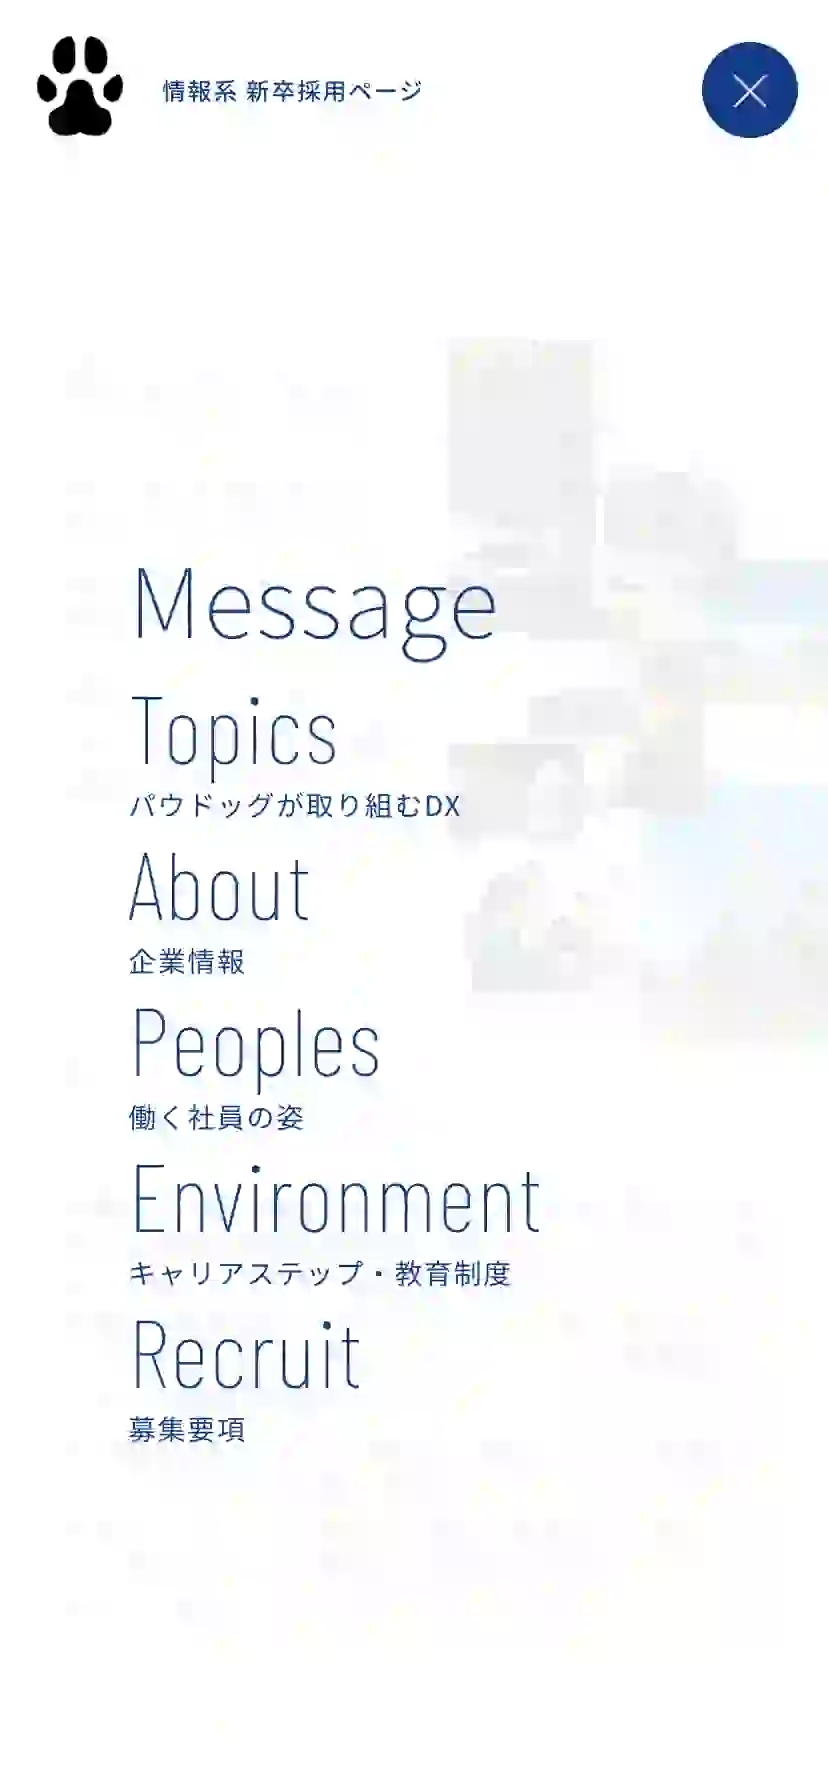 情報系 新卒採用ページ
Message
Topics
パウドッグが取り組むDX
About
企業情報
Peoples
働く社員の姿
Environment
キャリアステップ・教育制度
Recruit
募集要項